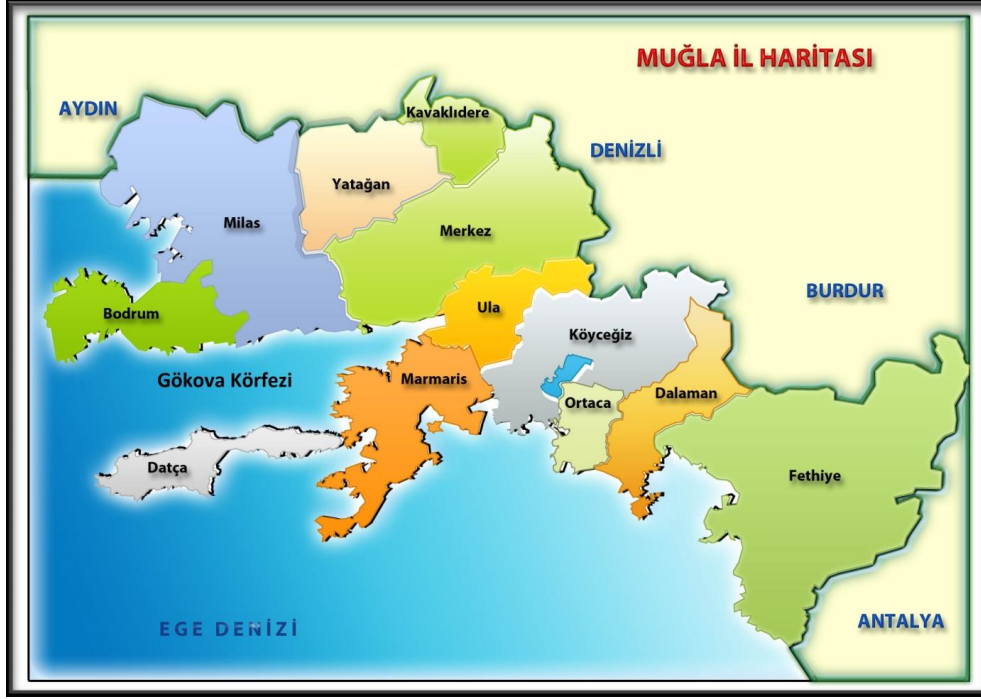 MUĞLA İL HARİTASI
AYDIN
Kavaklıdere
DENİZLİ
Yatağan
Milas
Merkez
BURDUR
Ula
Bodrum
Köyceğiz
Gökova Körfezi
Marmaris
Dalaman
Ortaca
Datça
Fethiye
EGE DENİZİ
ANTALYA